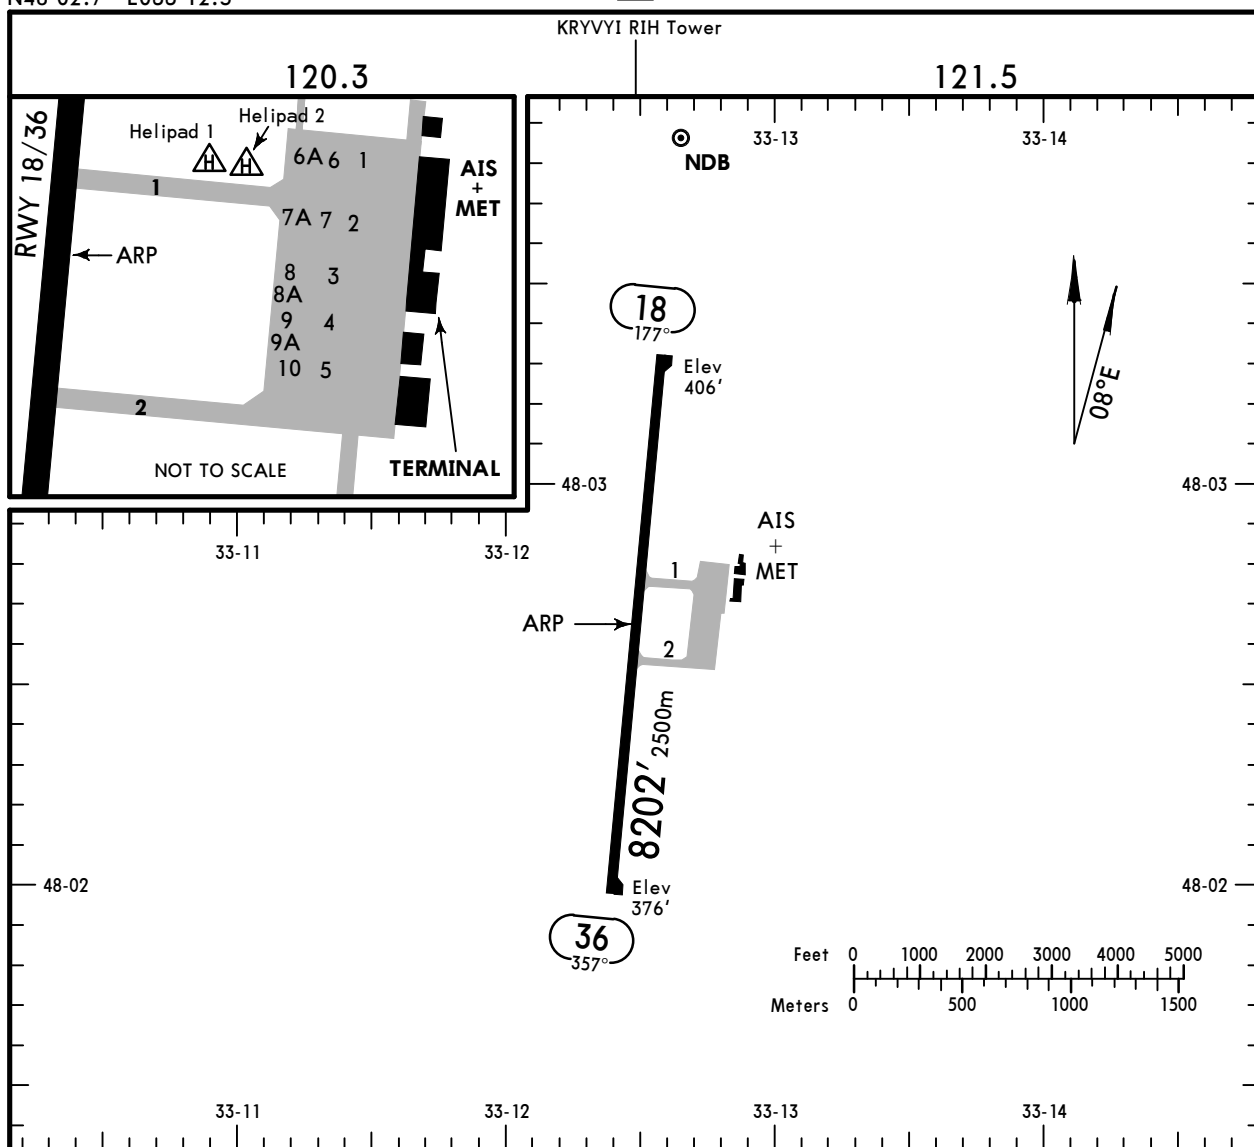 KRYVYI RIH Tower
120.3
121.5
RWY 18/36
Helipad 1
Helipad 2
6A 6 1
1
7A 7 2
ARP
8 3
8A
9 4
9A
10 5
2
AIS
+
MET
NOT TO SCALE
TERMINAL
NDB
33-13
33-14
18
177°
Elev
406'
08°E
48-03
48-03
33-11
33-12
AIS
+
MET
1
ARP
2
8202' 2500m
48-02
48-02
Elev
376'
36
357°
Feet 0 1000 2000 3000 4000 5000
Meters 0 500 1000 1500
33-11
33-12
33-13
33-14